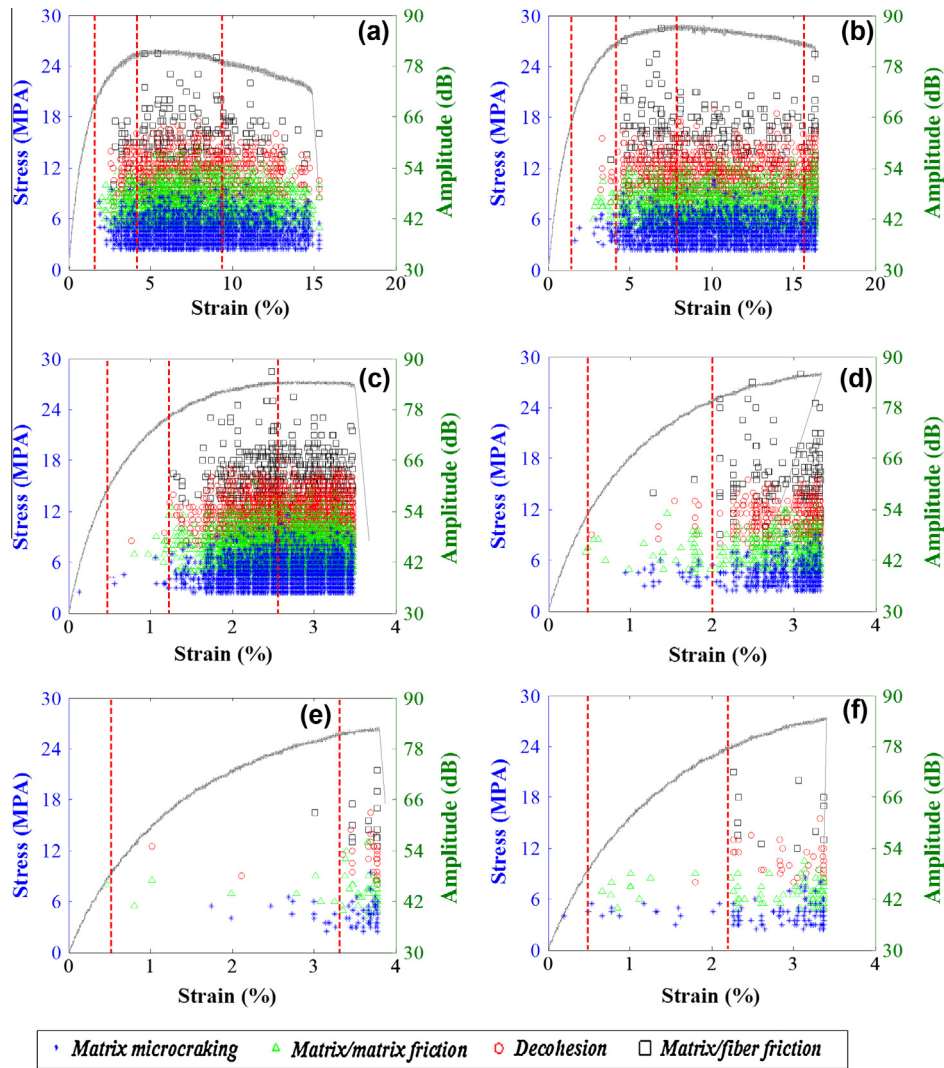 (a)
30
24
18
12
6
0
Stress (MPA)
90
78
66
54
42
30
Amplitude (dB)
0 5 10 15 20
Strain (%)
(b)
30
24
18
12
6
0
Stress (MPA)
90
78
66
54
42
30
Amplitude (dB)
0 5 10 15 20
Strain (%)
(c)
30
24
18
12
6
0
Stress (MPA)
90
78
66
54
42
30
Amplitude (dB)
0 1 2 3 4
Strain (%)
(d)
30
24
18
12
6
0
Stress (MPA)
90
78
66
54
42
30
Amplitude (dB)
0 1 2 3 4
Strain (%)
(e)
30
24
18
12
6
0
Stress (MPA)
90
78
66
54
42
30
Amplitude (dB)
0 1 2 3 4
Strain (%)
(f)
30
24
18
12
6
0
Stress (MPA)
90
78
66
54
42
30
Amplitude (dB)
0 1 2 3 4
Strain (%)
Matrix microcraking Matrix/matrix friction Decohesion Matrix/fiber friction